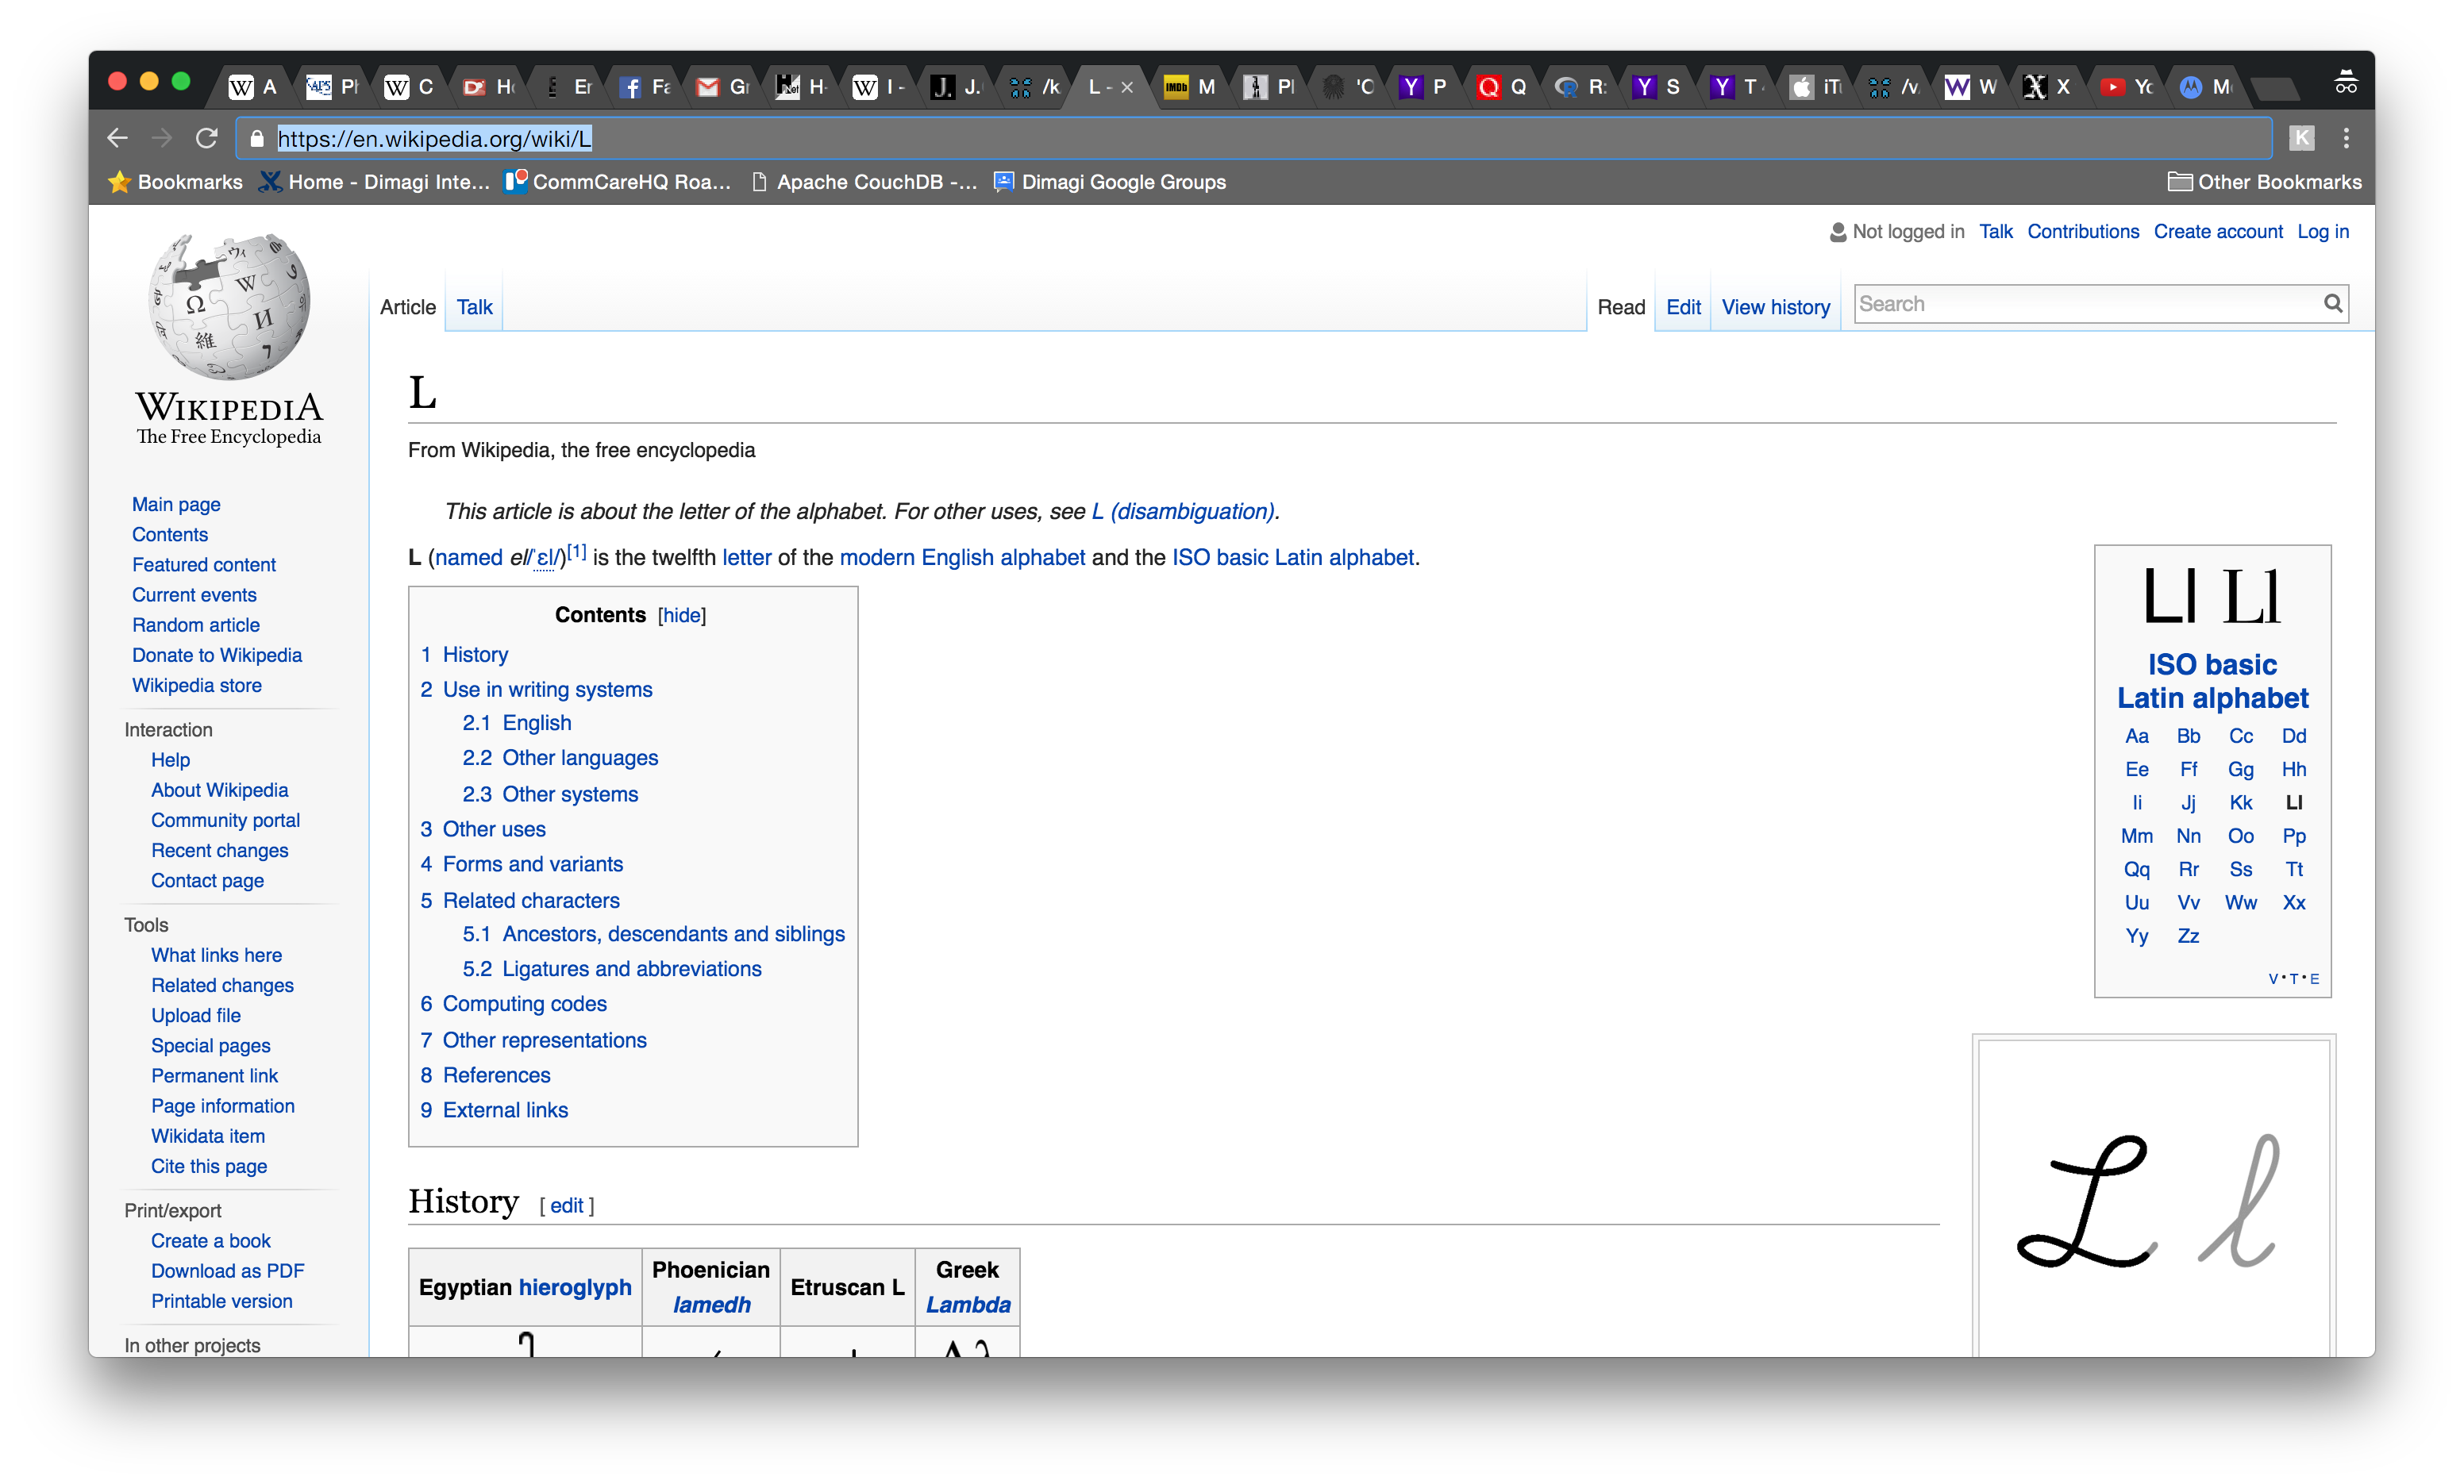 A
Ph
C
Ho
Er
Fa
Gr
H-
I -
J.
/k
L -
M
Pl
'O
P
Q
R:
S
T
iTu
/v
W
X
Yo
M
https://en.wikipedia.org/wiki/L
K
Bookmarks
Home - Dimagi Inte...
CommCareHQ Roa...
Apache CouchDB -...
Dimagi Google Groups
Other Bookmarks
Not logged in Talk Contributions Create account Log in
Article Talk
Read Edit View history
Search
WIKIPEDIA
The Free Encyclopedia
Main page
Contents
Featured content
Current events
Random article
Donate to Wikipedia
Wikipedia store
Interaction
Help
About Wikipedia
Community portal
Recent changes
Contact page
Tools
What links here
Related changes
Upload file
Special pages
Permanent link
Page information
Wikidata item
Cite this page
Print/export
Create a book
Download as PDF
Printable version
In other projects
L
From Wikipedia, the free encyclopedia
This article is about the letter of the alphabet. For other uses, see L (disambiguation).
L (named el/ˈɛl/)[1] is the twelfth letter of the modern English alphabet and the ISO basic Latin alphabet.
Contents [hide]
1 History
2 Use in writing systems
2.1 English
2.2 Other languages
2.3 Other systems
3 Other uses
4 Forms and variants
5 Related characters
5.1 Ancestors, descendants and siblings
5.2 Ligatures and abbreviations
6 Computing codes
7 Other representations
8 References
9 External links
History [ edit ]
Egyptian hieroglyph
Phoenician
lamedh
Etruscan L
Greek
Lambda
Ll Ll
ISO basic
Latin alphabet
Aa Bb Cc Dd
Ee Ff Gg Hh
Ii Jj Kk Ll
Mm Nn Oo Pp
Qq Rr Ss Tt
Uu Vv Ww Xx
Yy Zz
V • T • E
L l